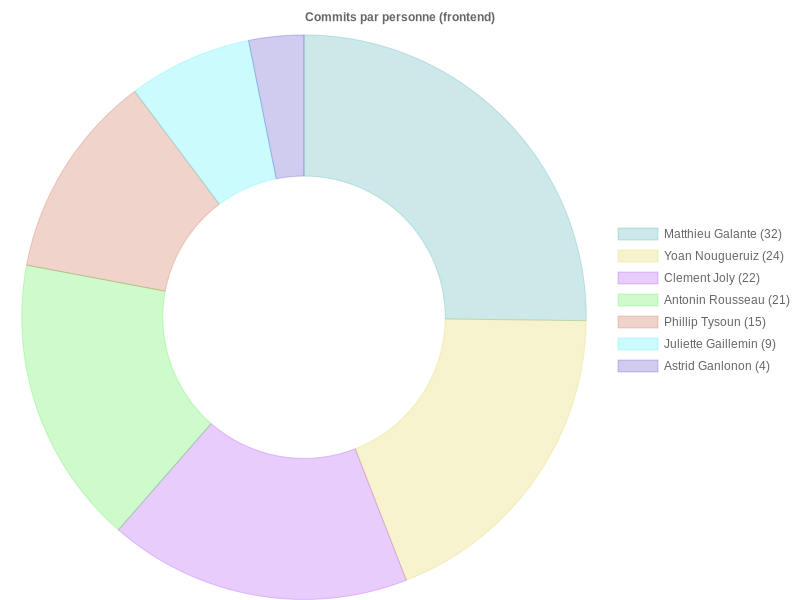 Commits par personne (frontend)
Matthieu Galante (32)
Yoan Nougueruiz (24)
Clement Joly (22)
Antonin Rousseau (21)
Phillip Tysoun (15)
Juliette Gaillemin (9)
Astrid Ganlonon (4)